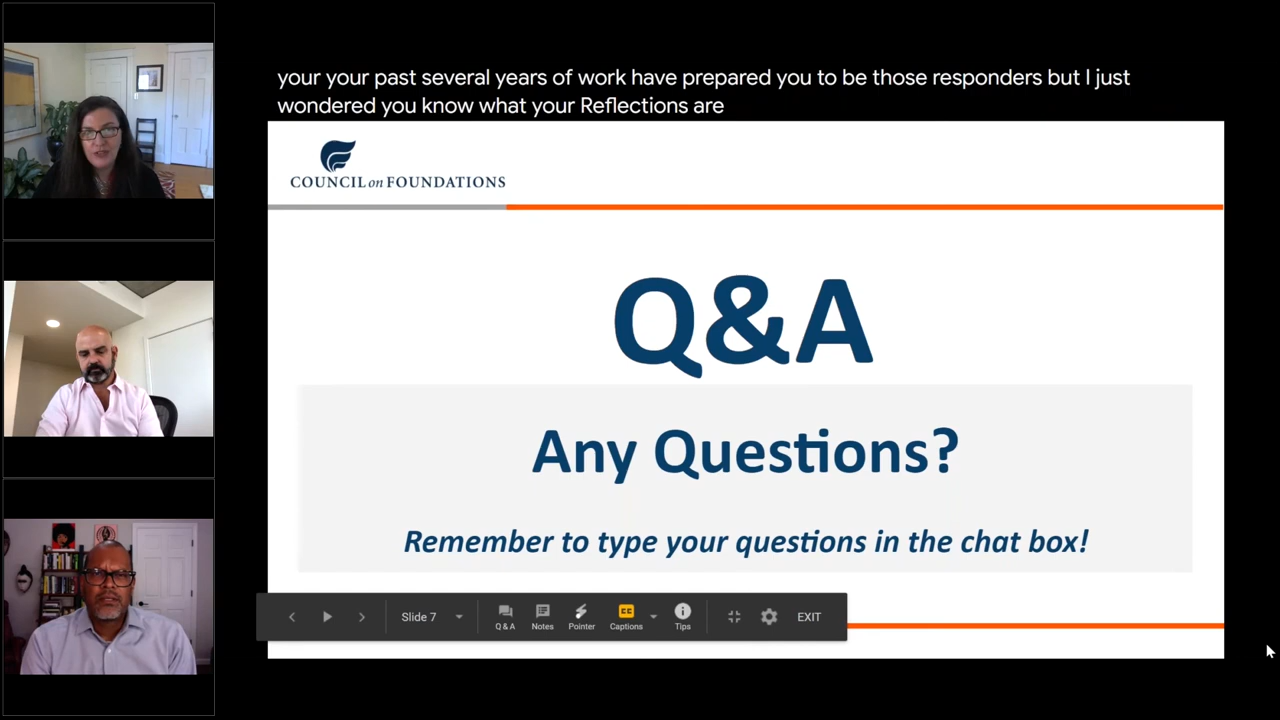 your your past several years of work have prepared you to be those responders but I just
wondered you know what your Reflections are
COUNCIL on FOUNDATIONS
Q&A
Any Questions?
Remember to type your questions in the chat box!
Slide 7
Q & A
Notes
Pointer
CC
Captions
Tips
EXIT